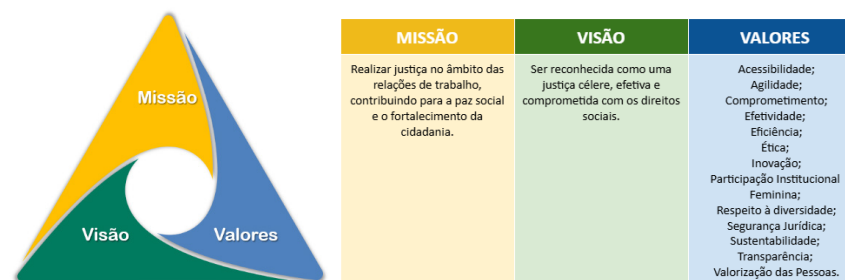 Missão
Visão
Valores
MISSÃO
Realizar justiça no âmbito das
relações de trabalho,
contribuindo para a paz social
e o fortalecimento da
cidadania.
VISÃO
Ser reconhecida como uma
justiça célere, efetiva e
comprometida com os direitos
sociais.
VALORES
Acessibilidade;
Agilidade;
Comprometimento;
Efetividade;
Eficiência;
Ética;
Inovação;
Participação Institucional
Feminina;
Respeito à diversidade;
Segurança Jurídica;
Sustentabilidade;
Transparência;
Valorização das Pessoas.